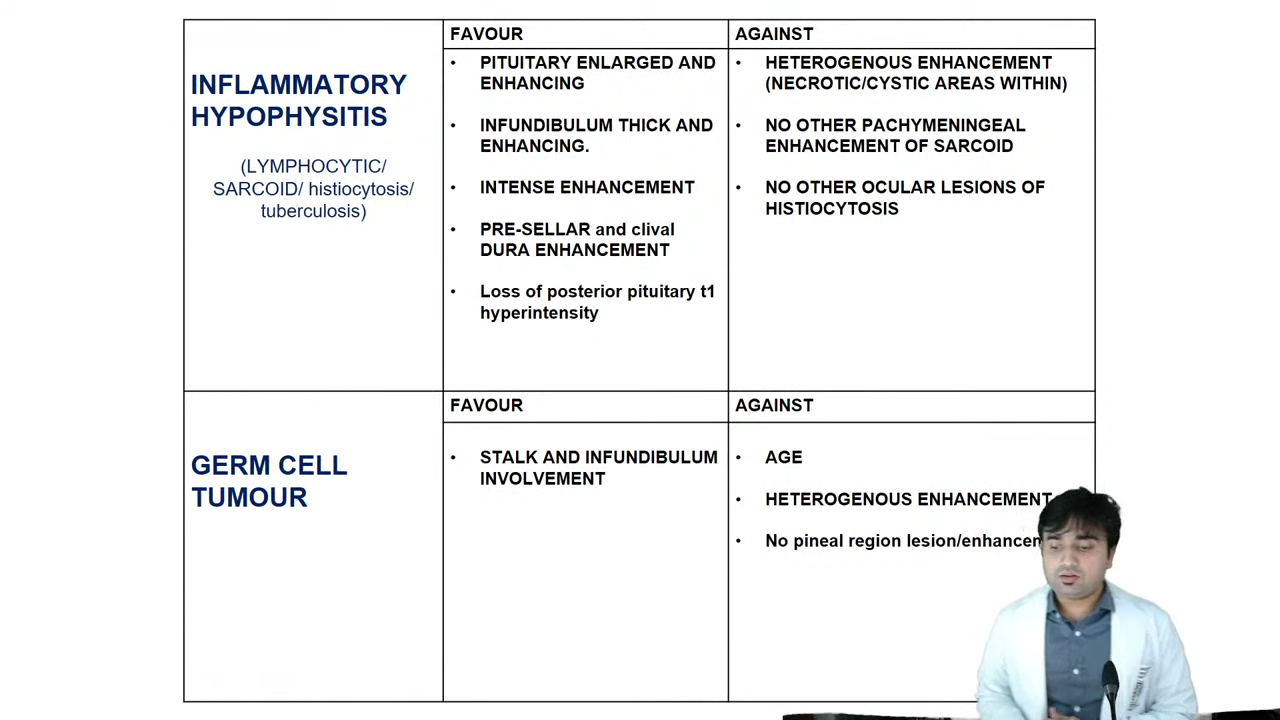 INFLAMMATORY
HYPOPHYSITIS
(LYMPHOCYTIC/
SARCOID/ histiocytosis/
tuberculosis)
FAVOUR
• PITUITARY ENLARGED AND
ENHANCING
• INFUNDIBULUM THICK AND
ENHANCING.
• INTENSE ENHANCEMENT
• PRE-SELLAR and clival
DURA ENHANCEMENT
• Loss of posterior pituitary t1
hyperintensity
AGAINST
• HETEROGENOUS ENHANCEMENT
(NECROTIC/CYSTIC AREAS WITHIN)
• NO OTHER PACHYMENINGEAL
ENHANCEMENT OF SARCOID
• NO OTHER OCULAR LESIONS OF
HISTIOCYTOSIS
GERM CELL
TUMOUR
FAVOUR
• STALK AND INFUNDIBULUM
INVOLVEMENT
AGAINST
• AGE
• HETEROGENOUS ENHANCEMENT
• No pineal region